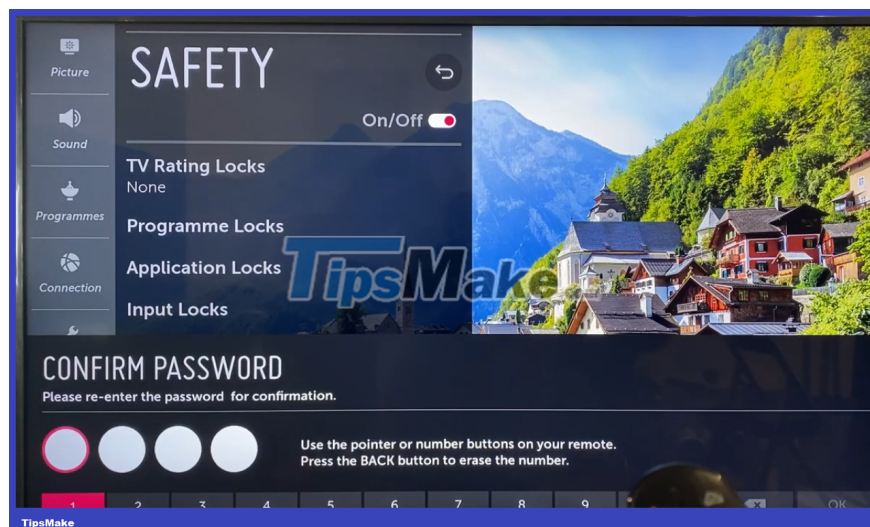 Picture
SAFETY
On/Off
Sound
TV Rating Locks
None
Programmes
Programme Locks
Application Locks
Connection
Input Locks
TipsMake
CONFIRM PASSWORD
Please re-enter the password for confirmation.
Use the pointer or number buttons on your remote.
Press the BACK button to erase the number.
1 2 3 4 5 6 7 8 9 OK
TipsMake